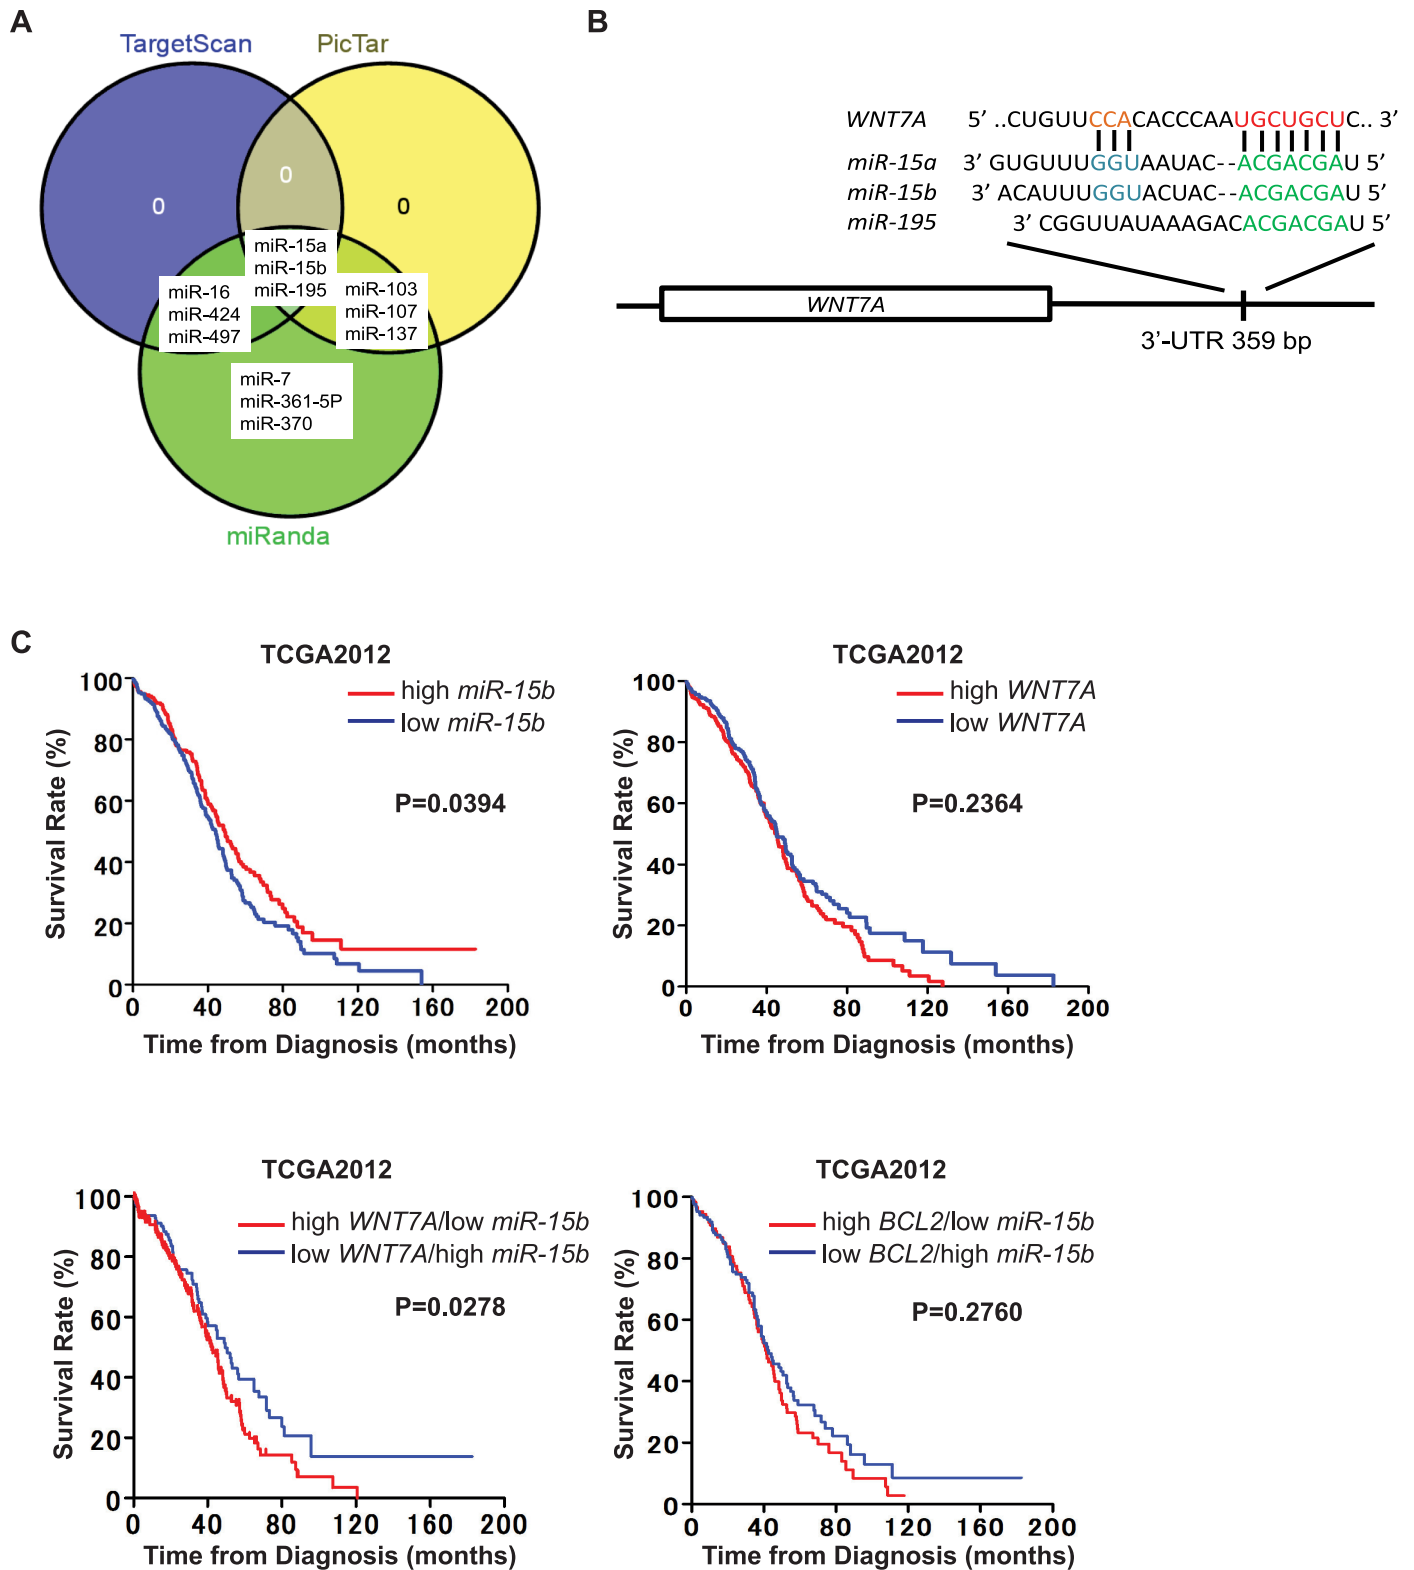 A
TargetScan
PicTar
0
0
0
miR-15a
miR-15b
miR-195
miR-16
miR-424
miR-497
miR-103
miR-107
miR-137
miR-7
miR-361-5P
miR-370
miRanda
B
WNT7A 5’ ..CUGUUCCACACCCAAUGCUGCUC.. 3’
miR-15a 3’ GUGUUUGGUAAUAC--ACGACGAU 5’
miR-15b 3’ ACAUUUGGUACUAC--ACGACGAU 5’
miR-195 3’ CGGUUAUAAAGACACGACGAU 5’
WNT7A
3’-UTR 359 bp
C
TCGA2012
high miR-15b
low miR-15b
P=0.0394
Survival Rate (%)
100
80
60
40
20
0
0 40 80 120 160 200
Time from Diagnosis (months)
TCGA2012
high WNT7A
low WNT7A
P=0.2364
Survival Rate (%)
100
80
60
40
20
0
0 40 80 120 160 200
Time from Diagnosis (months)
TCGA2012
high WNT7A/low miR-15b
low WNT7A/high miR-15b
P=0.0278
Survival Rate (%)
100
80
60
40
20
0
0 40 80 120 160 200
Time from Diagnosis (months)
TCGA2012
high BCL2/low miR-15b
low BCL2/high miR-15b
P=0.2760
Survival Rate (%)
100
80
60
40
20
0
0 40 80 120 160 200
Time from Diagnosis (months)